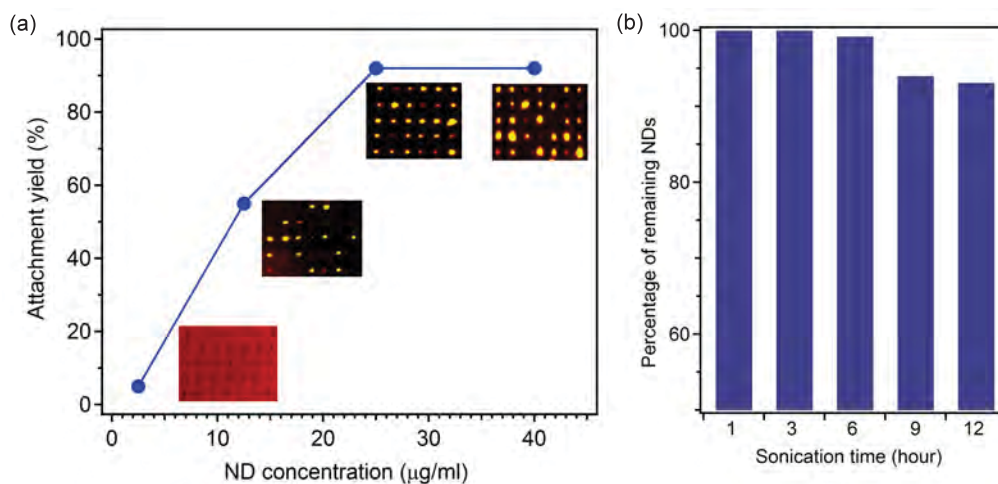 (a)
100
80
60
40
20
0
Attachment yield (%)
0 10 20 30 40
ND concentration (μg/ml)
(b)
100
80
60
Percentage of remaining NDs
1 3 6 9 12
Sonication time (hour)